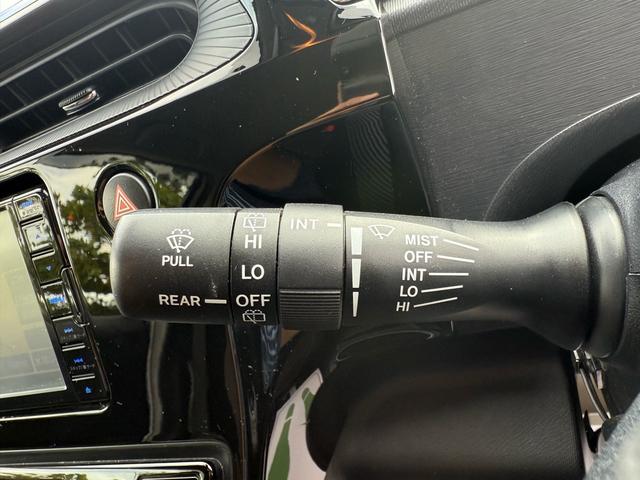 PULL
REAR
HI
LO
OFF
INT
MIST
OFF
INT
LO
HI